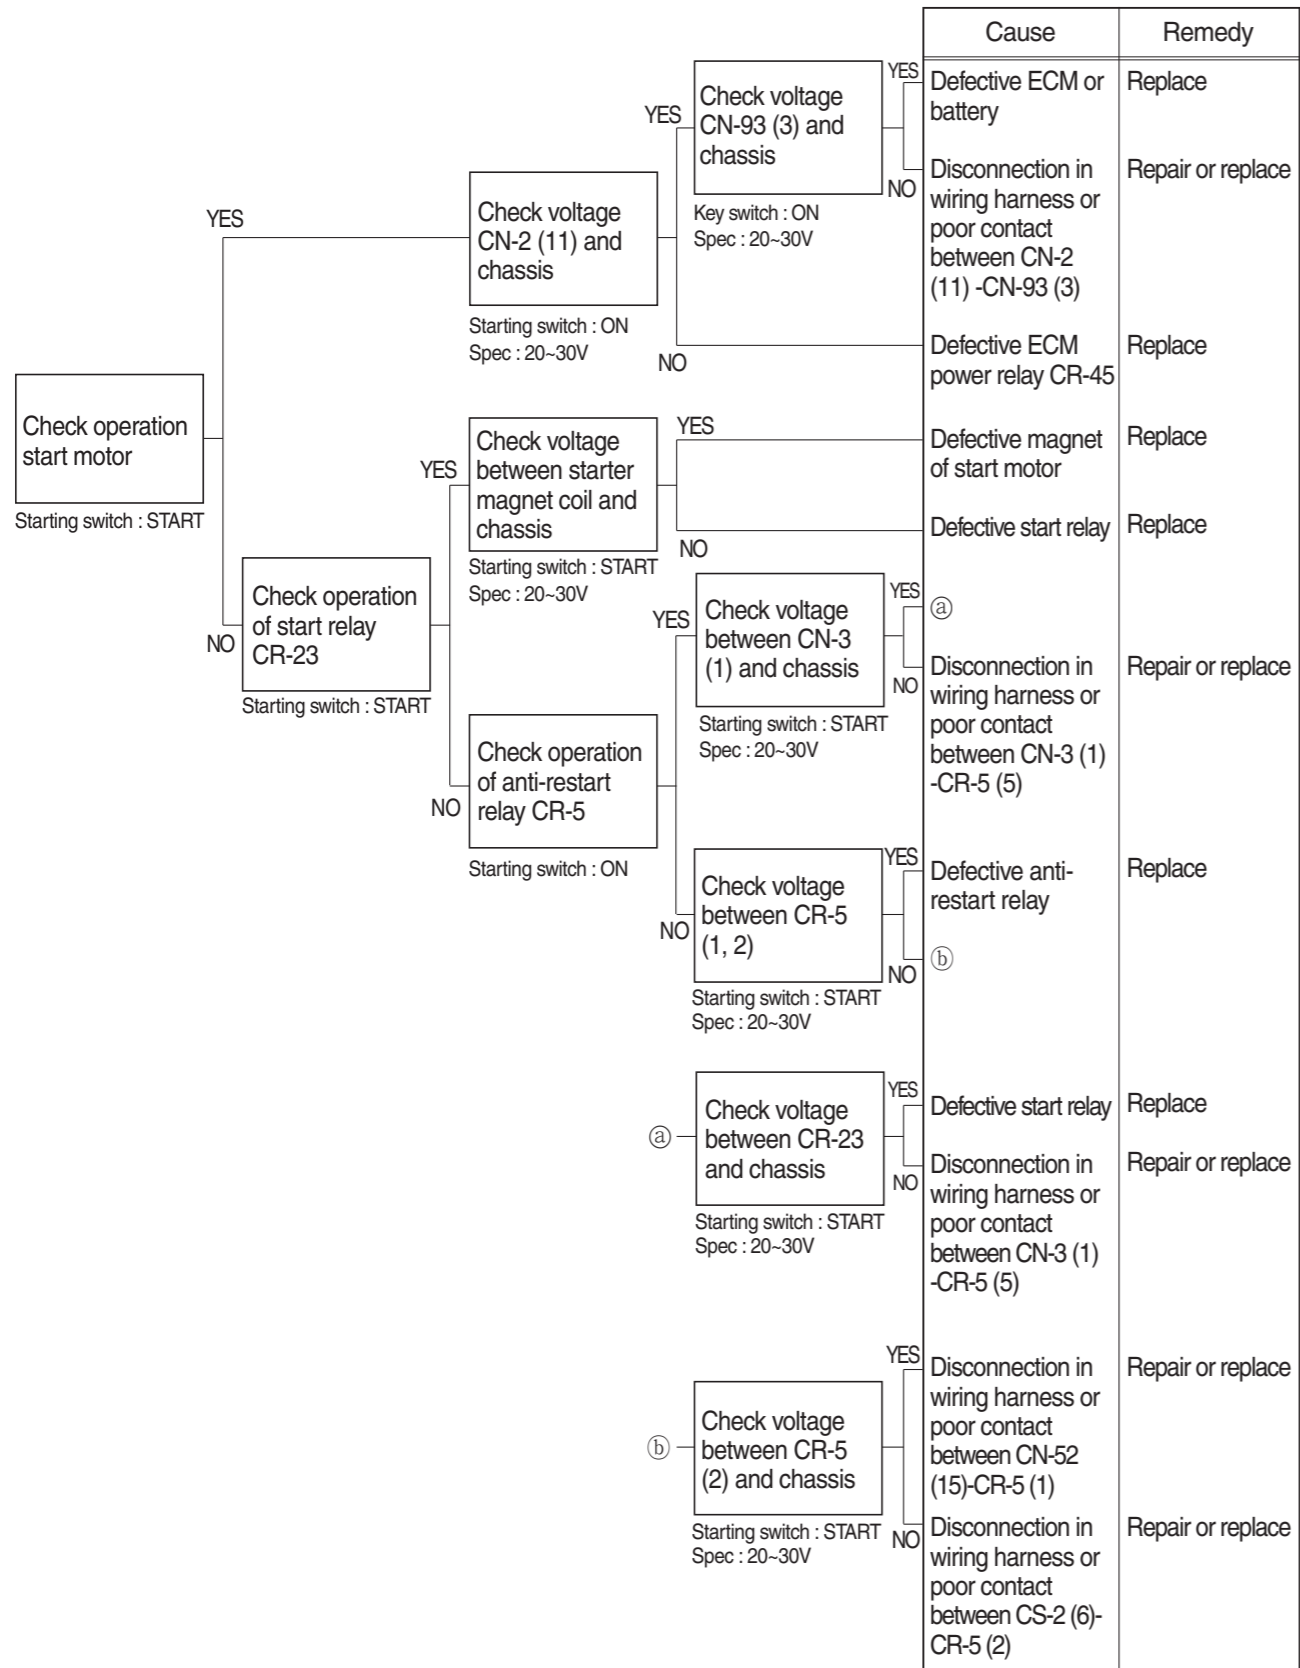 Cause
Remedy
YES
Check voltage
CN-93 (3) and
chassis
Key switch : ON
Spec : 20~30V
YES
Defective ECM or
battery
Replace
NO
Disconnection in
wiring harness or
poor contact
between CN-2
(11) -CN-93 (3)
Repair or replace
YES
Check voltage
CN-2 (11) and
chassis
Starting switch : ON
Spec : 20~30V
NO
Defective ECM
power relay CR-45
Replace
Check operation
start motor
Starting switch : START
YES
Check voltage
between starter
magnet coil and
chassis
Starting switch : START
Spec : 20~30V
YES
Defective magnet
of start motor
Replace
NO
Defective start relay
Replace
NO
Check operation
of start relay
CR-23
Starting switch : START
YES
Check voltage
between CN-3
(1) and chassis
Starting switch : START
Spec : 20~30V
YES
ⓐ
NO
Disconnection in
wiring harness or
poor contact
between CN-3 (1)
-CR-5 (5)
Repair or replace
NO
Check operation
of anti-restart
relay CR-5
Starting switch : ON
NO
Check voltage
between CR-5
(1, 2)
Starting switch : START
Spec : 20~30V
YES
Defective anti-
restart relay
Replace
NO
ⓑ
ⓐ
Check voltage
between CR-23
and chassis
Starting switch : START
Spec : 20~30V
YES
Defective start relay
Replace
NO
Disconnection in
wiring harness or
poor contact
between CN-3 (1)
-CR-5 (5)
Repair or replace
ⓑ
Check voltage
between CR-5
(2) and chassis
Starting switch : START
Spec : 20~30V
YES
Disconnection in
wiring harness or
poor contact
between CN-52
(15)-CR-5 (1)
Repair or replace
NO
Disconnection in
wiring harness or
poor contact
between CS-2 (6)-
CR-5 (2)
Repair or replace